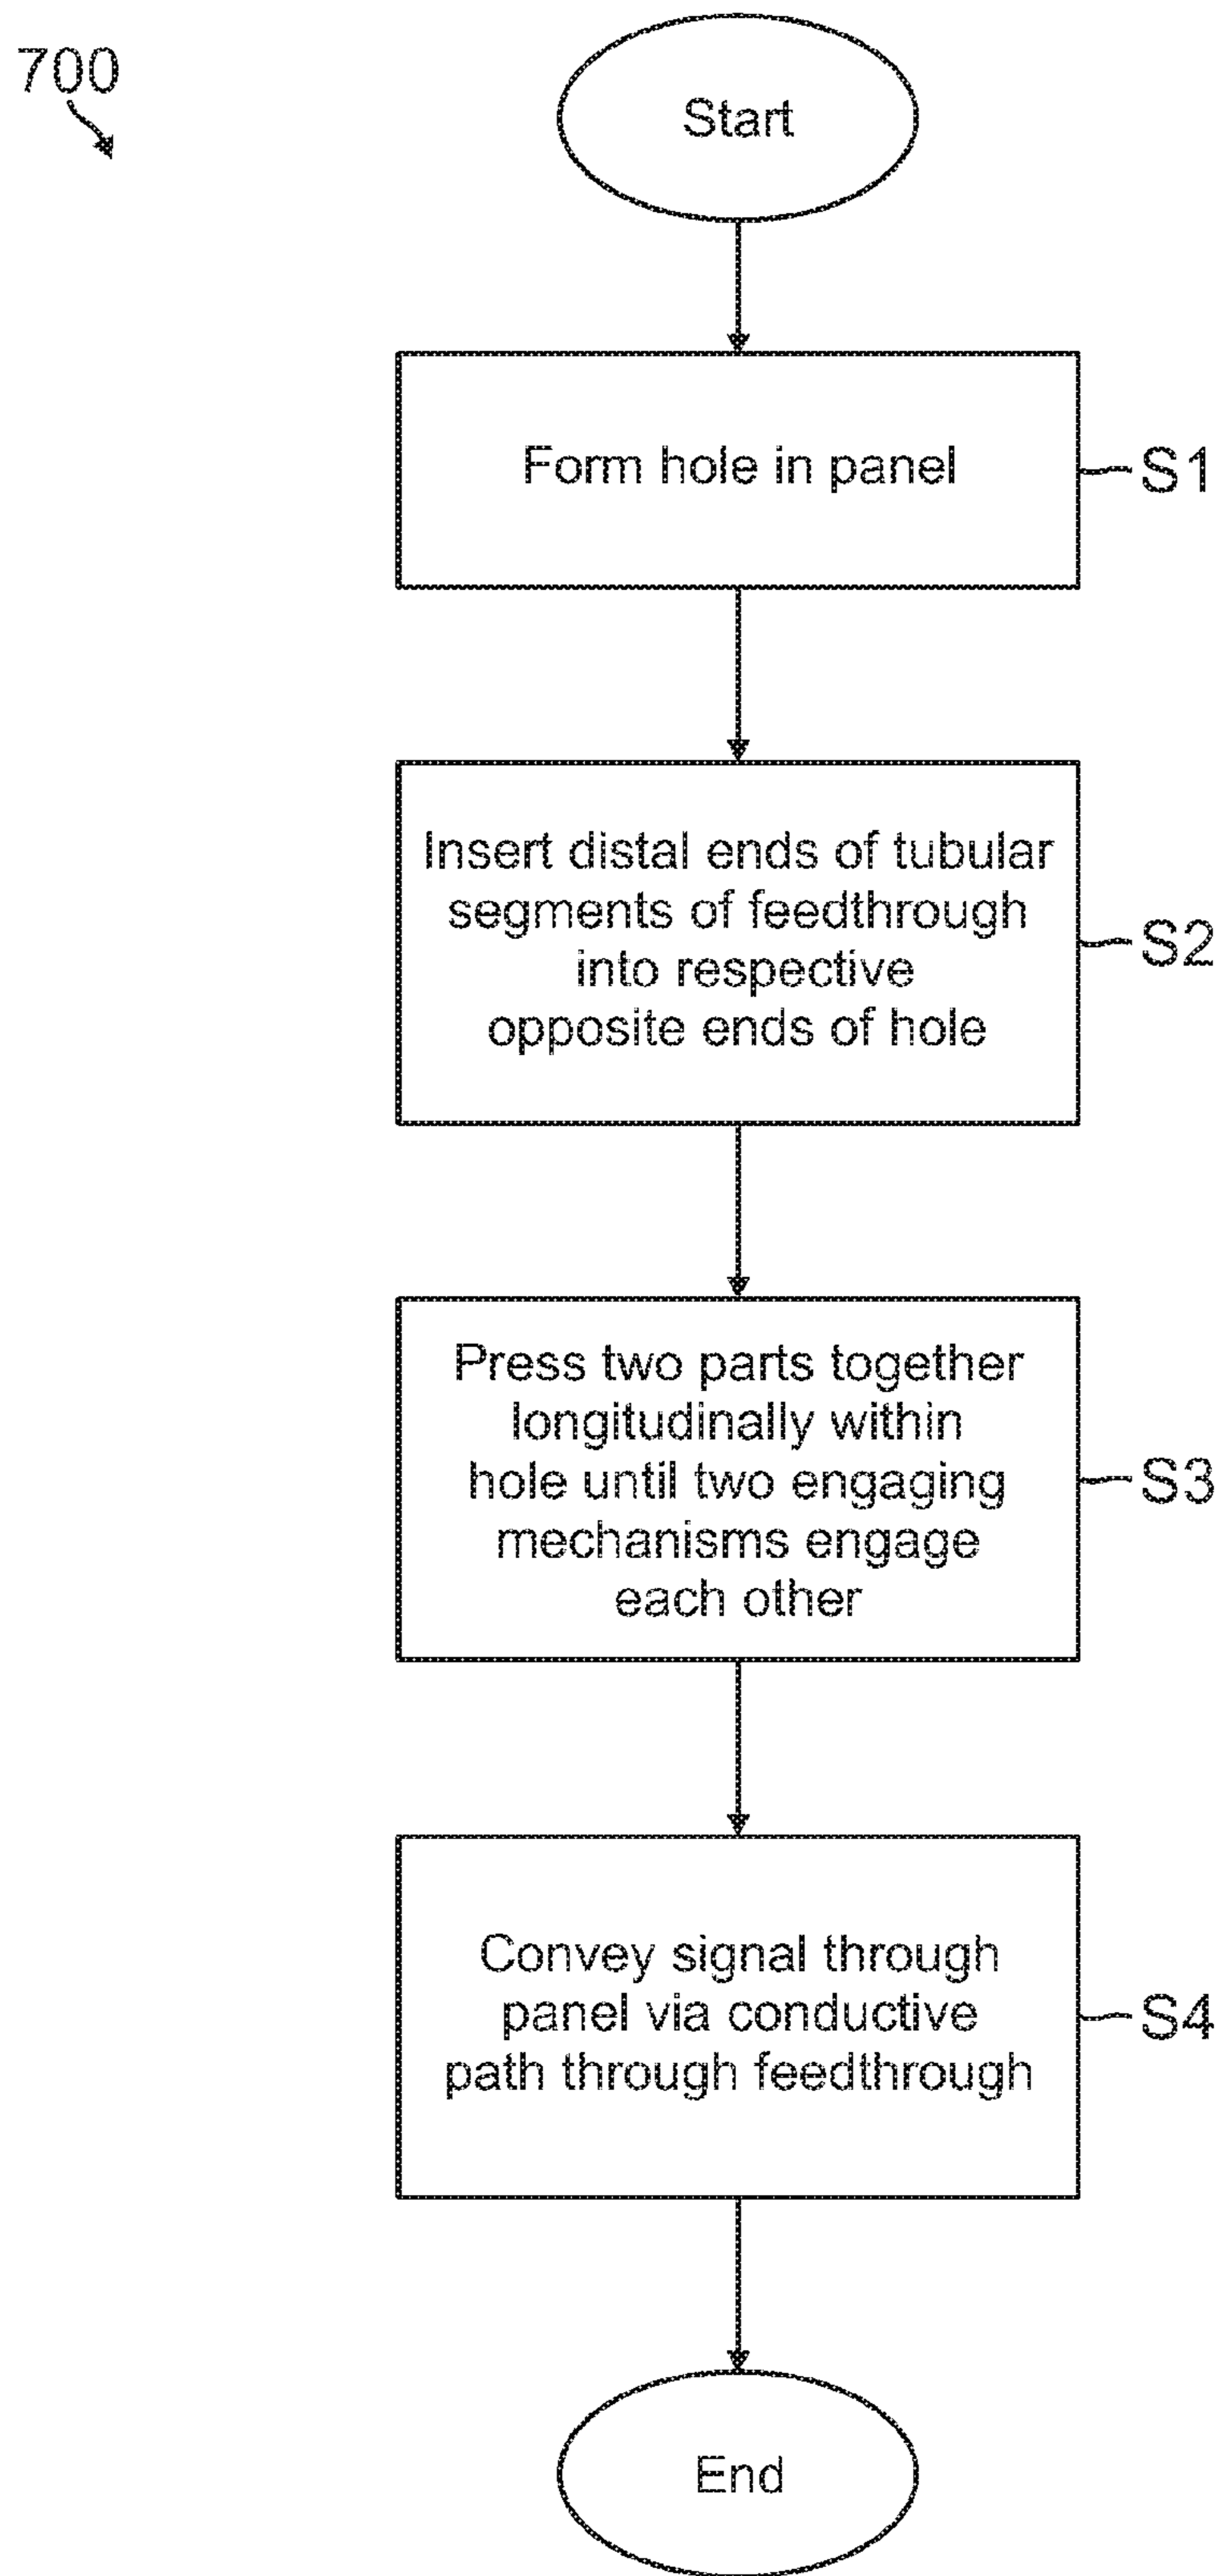 700
Start
Form hole in panel
S1
Insert distal ends of tubular
segments of feedthrough
into respective
opposite ends of hole
S2
Press two parts together
longitudinally within
hole until two engaging
mechanisms engage
each other
S3
Convey signal through
panel via conductive
path through feedthrough
S4
End